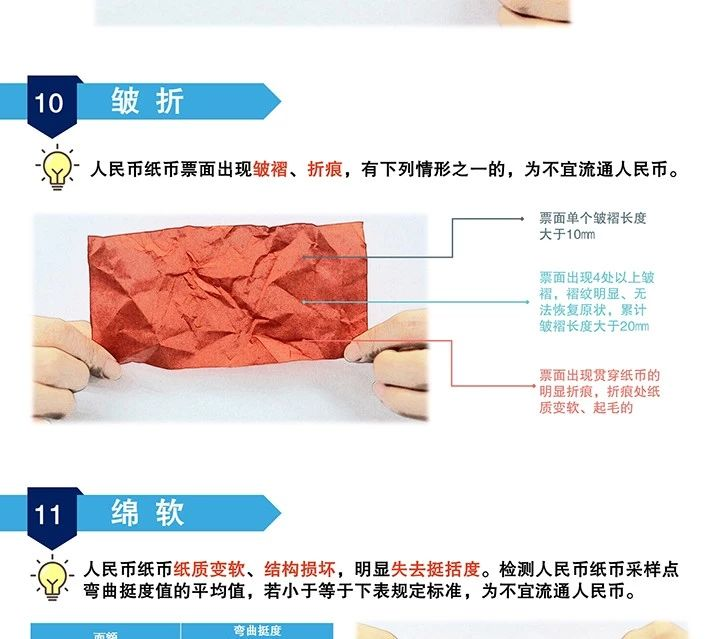 10 皱 折
人民币纸币票面出现皱褶、折痕，有下列情形之一的，为不宜流通人民币。
票面单个皱褶长度
大于10mm
票面出现4处以上皱
褶，褶纹明显、无
法恢复原状，累计
皱褶长度大于20mm
票面出现贯穿纸币的
明显折痕，折痕处纸
质变软、起毛的
11 绵 软
人民币纸币纸质变软、结构损坏，明显失去挺括度。检测人民币纸币采样点
弯曲挺度值的平均值，若小于等于下表规定标准，为不宜流通人民币。
面额
弯曲挺度